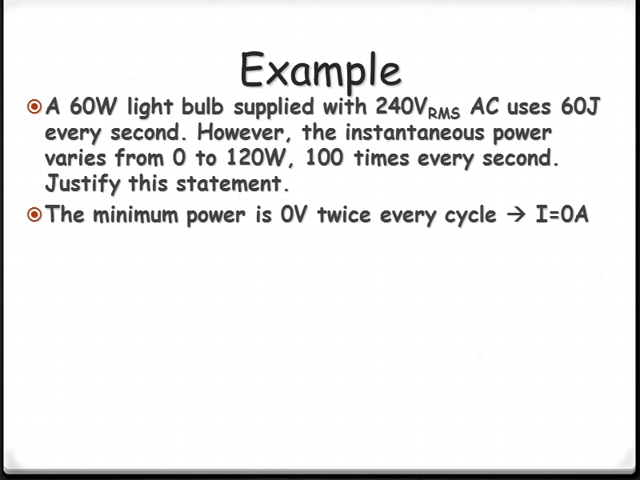 Example
A 60W light bulb supplied with 240VRMS AC uses 60J
every second. However, the instantaneous power
varies from 0 to 120W, 100 times every second.
Justify this statement.
The minimum power is 0V twice every cycle → I=0A